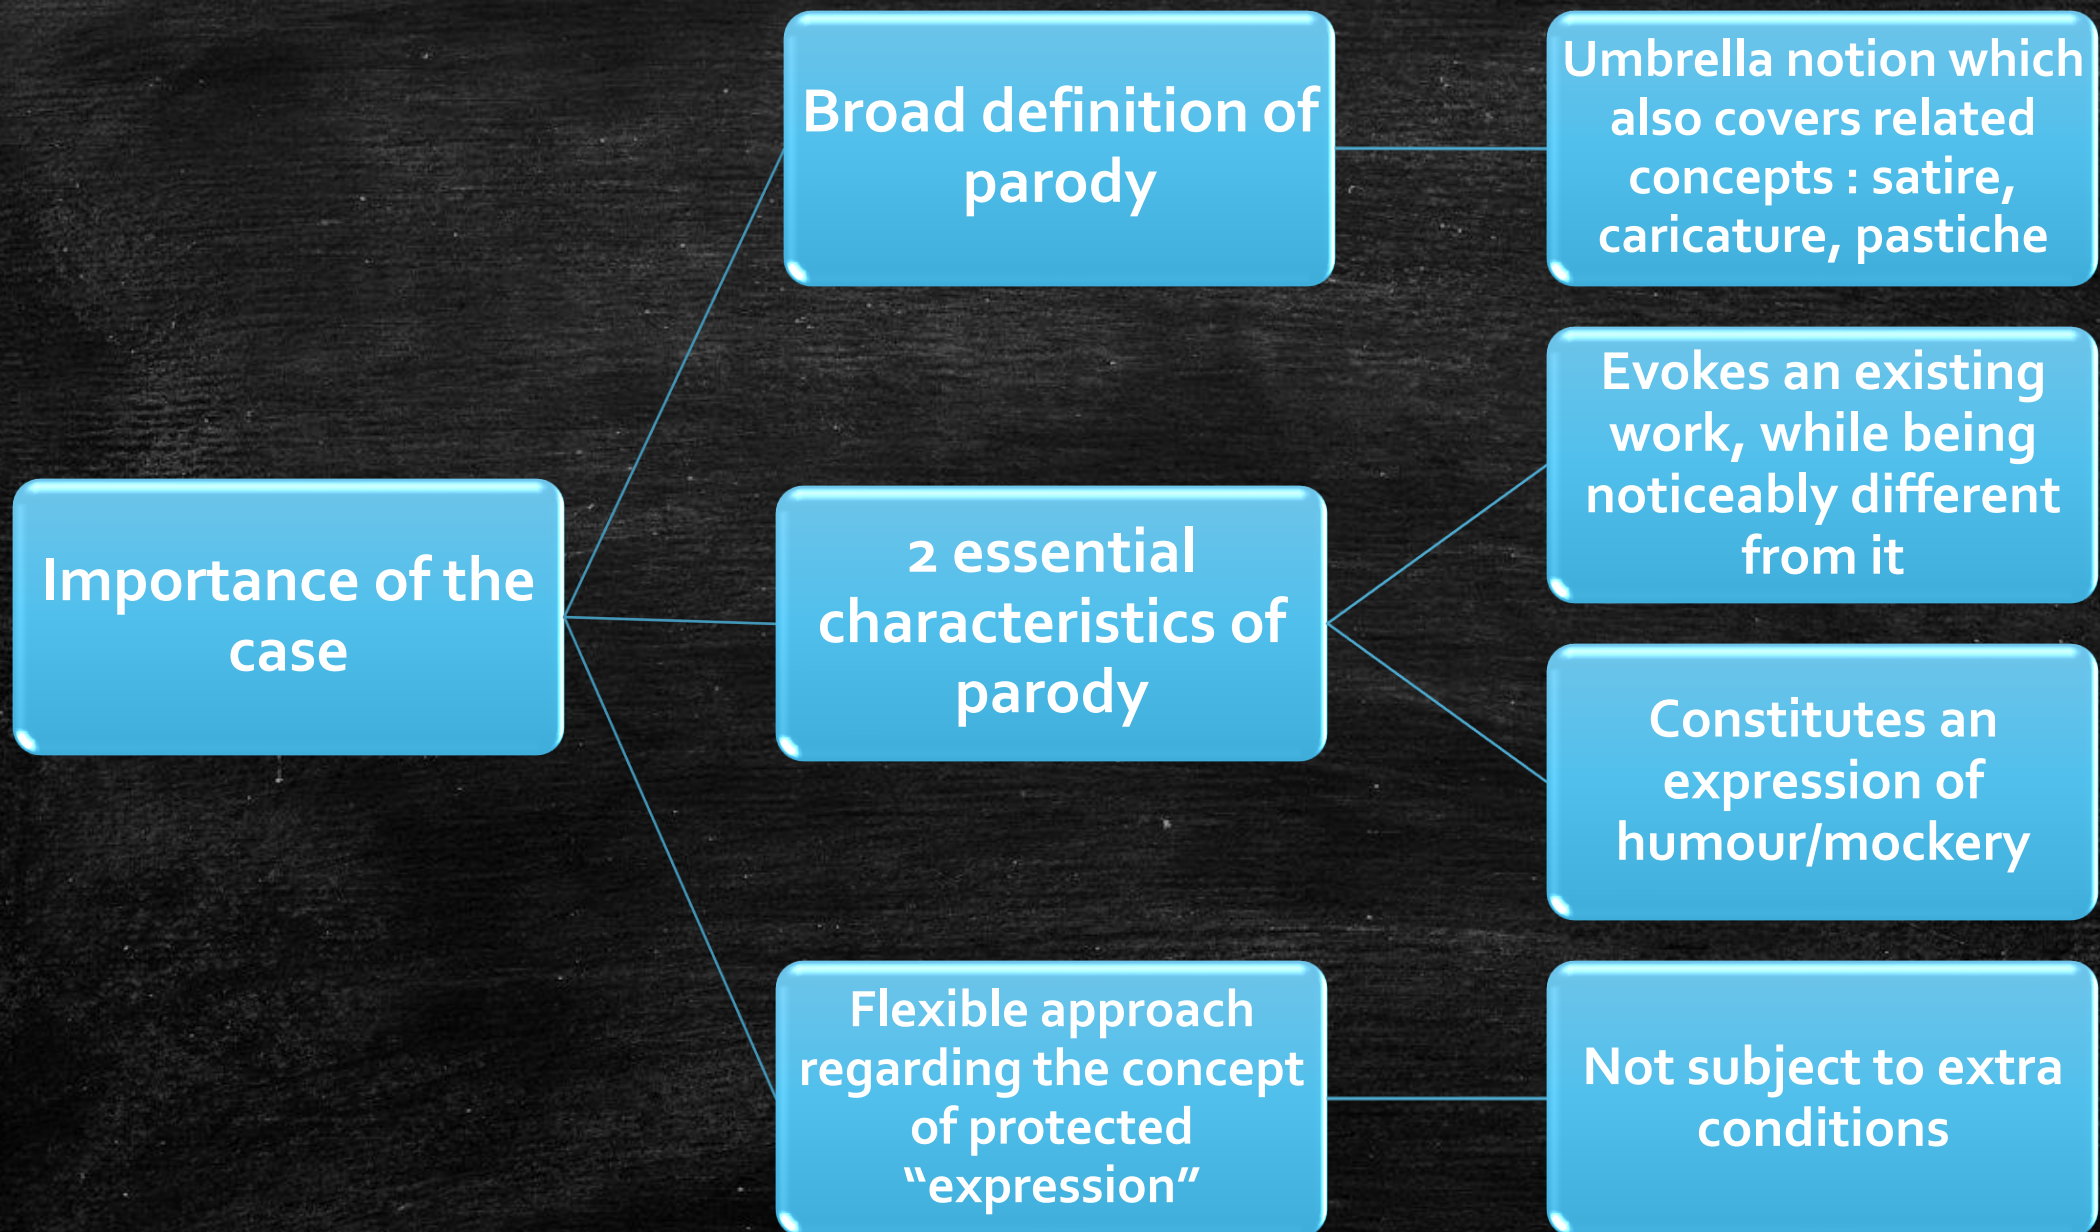 Importance of the
case
Broad definition of
parody
Umbrella notion which
also covers related
concepts : satire,
caricature, pastiche
2 essential
characteristics of
parody
Evokes an existing
work, while being
noticeably different
from it
Constitutes an
expression of
humour/mockery
Flexible approach
regarding the concept
of protected
“expression”
Not subject to extra
conditions